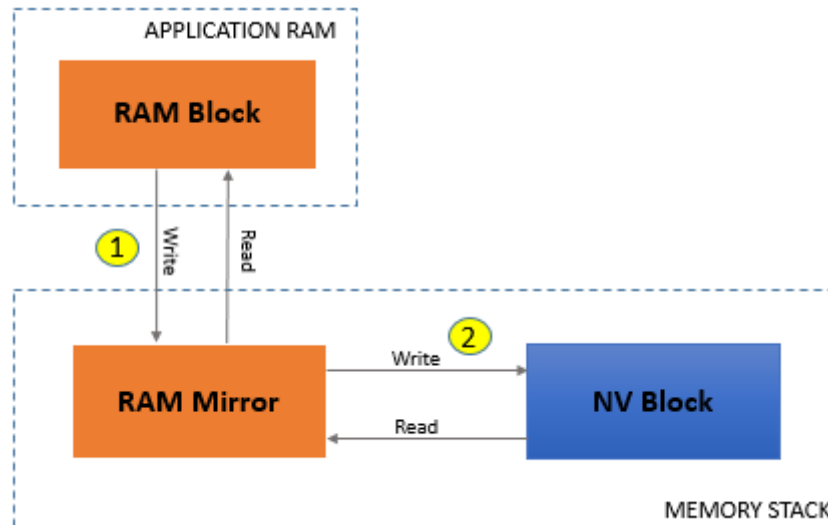 APPLICATION RAM
RAM Block
1
Write
Read
2
Write
RAM Mirror
NV Block
Read
MEMORY STACK